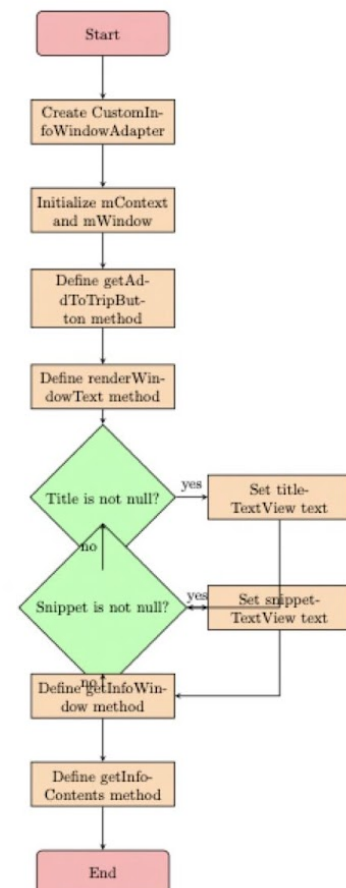 Start
Create CustomIn-
foWindowAdapter
Initialize mContext
and mWindow
Define getAd-
dToTripBut-
ton method
Define renderWin-
dowText method
Title is not null?
yes
Set title-
TextView text
no
Snippet is not null?
yes
Set snippet-
TextView text
no
Define getInfoWin-
dow method
Define getInfo-
Contents method
End